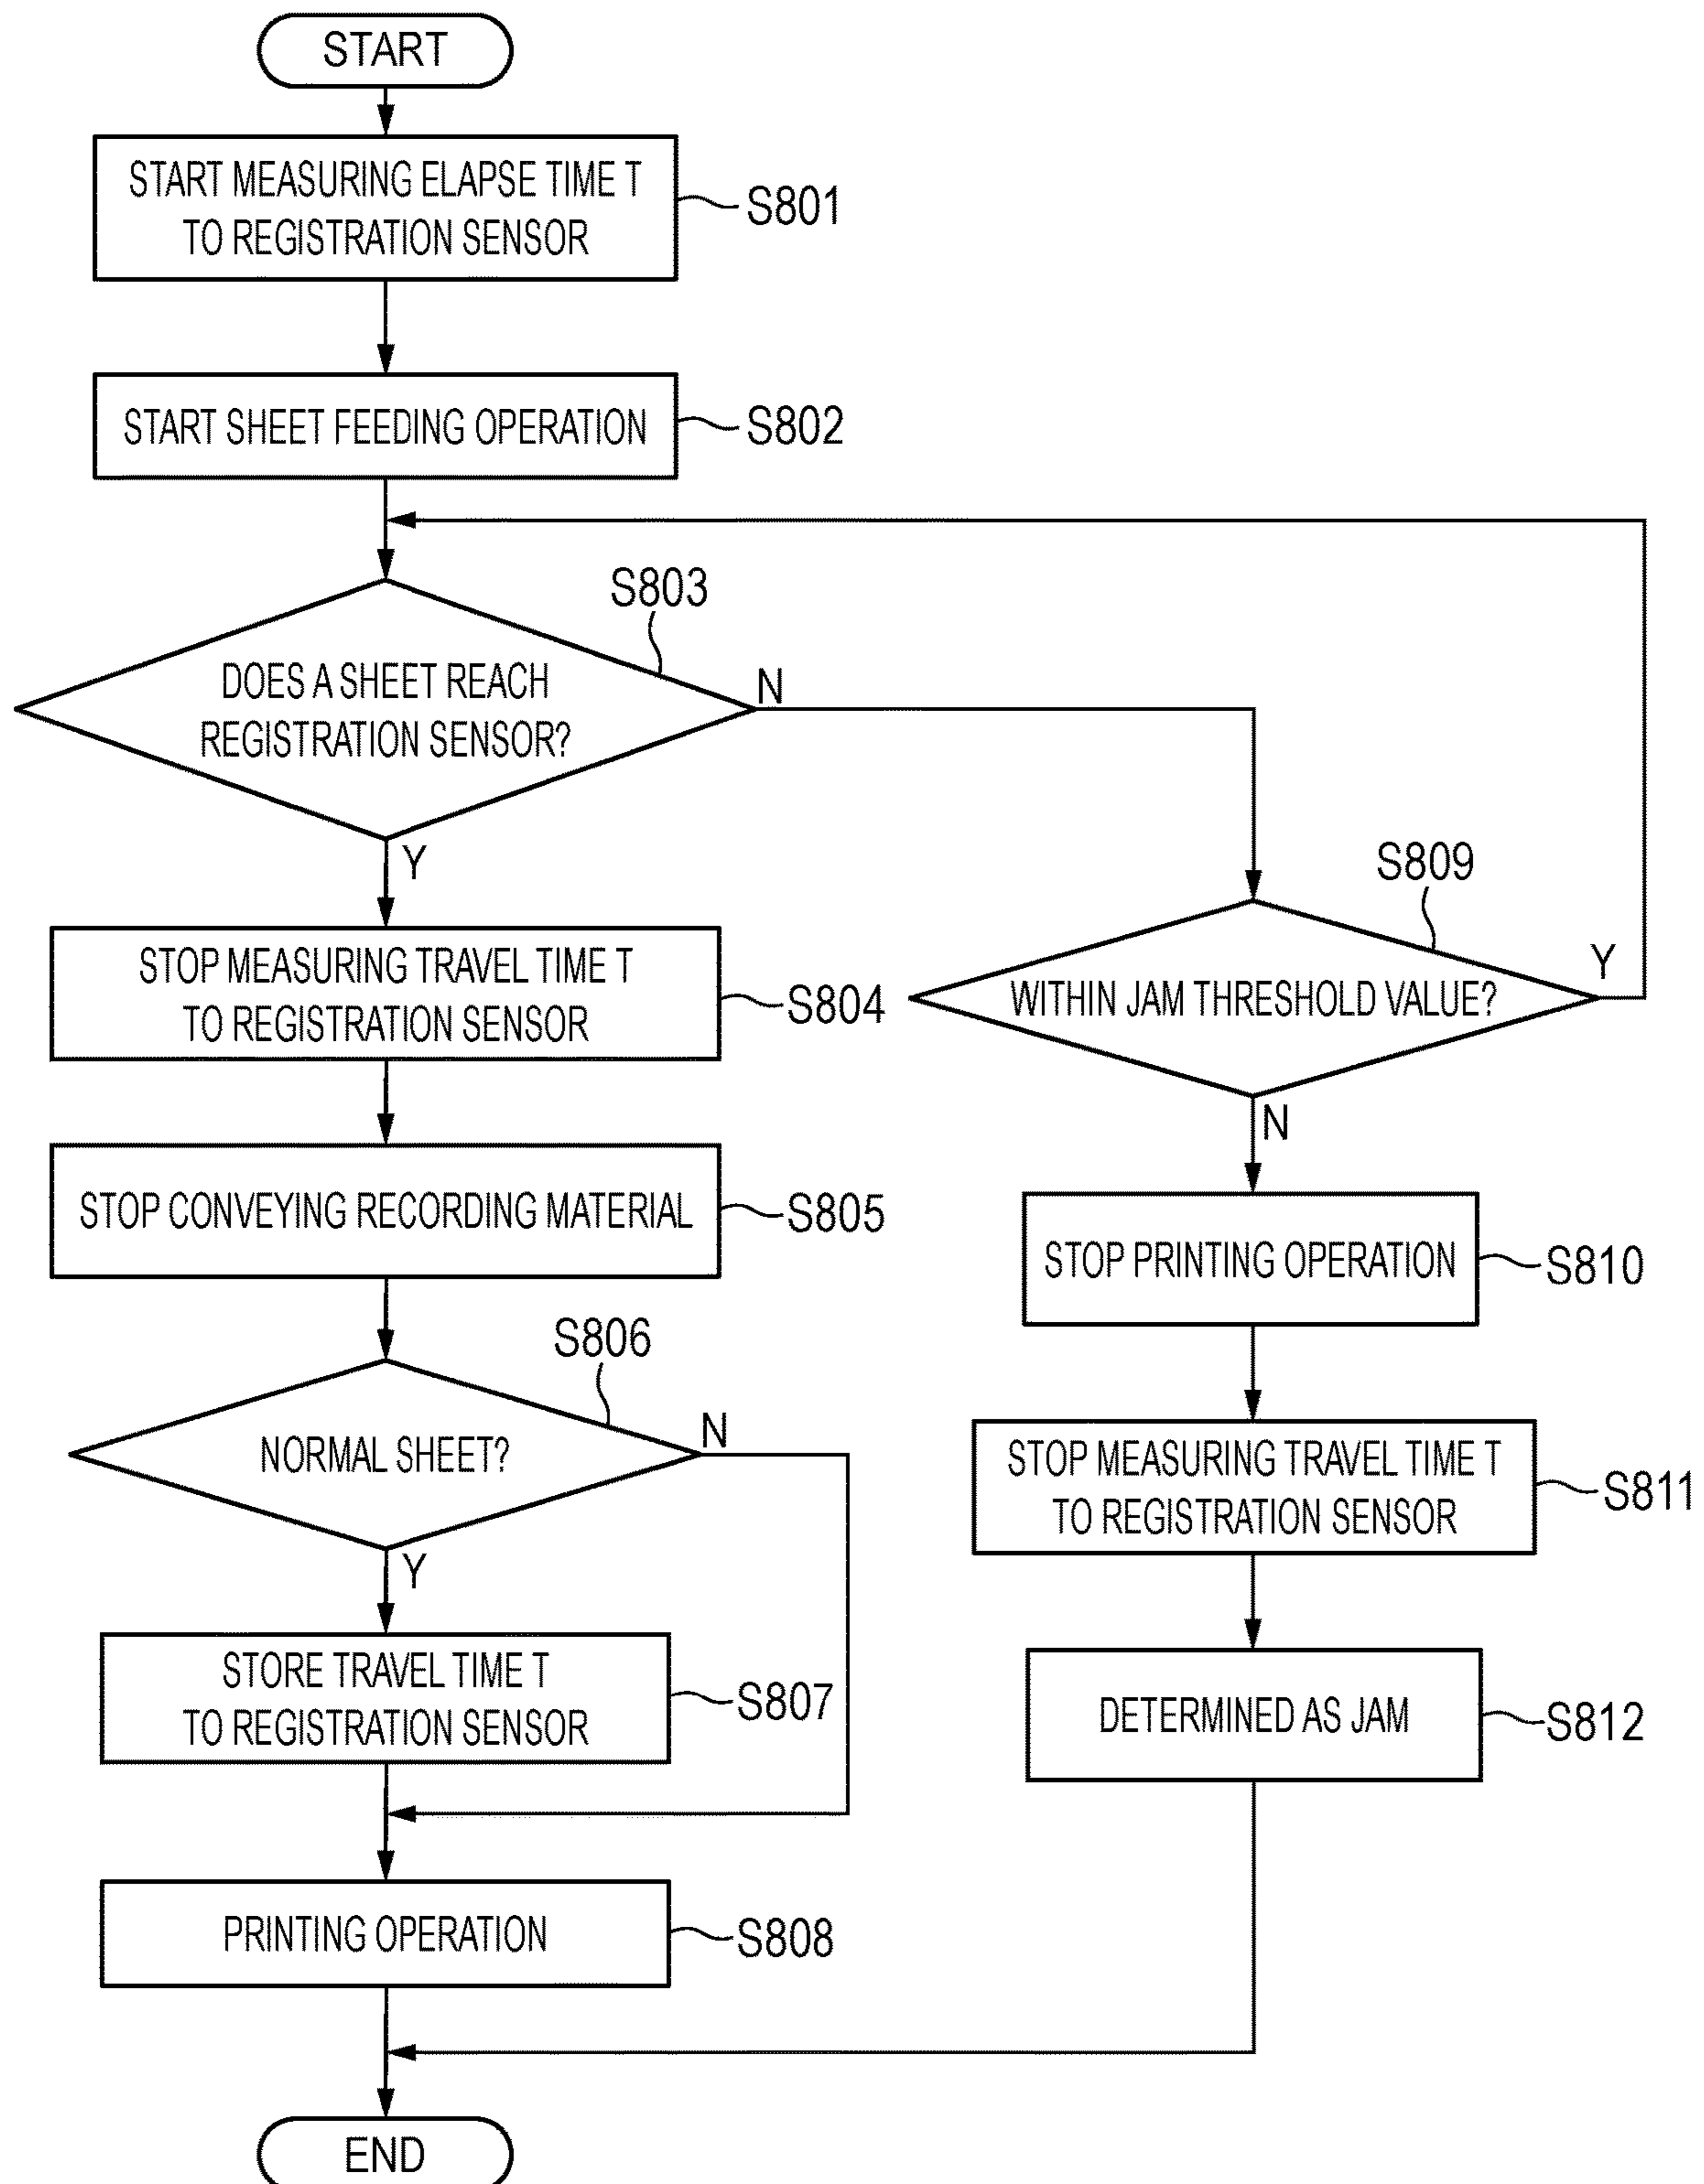 START
START MEASURING ELAPSE TIME T
TO REGISTRATION SENSOR
S801
START SHEET FEEDING OPERATION
S802
S803
DOES A SHEET REACH
REGISTRATION SENSOR?
N
Y
STOP MEASURING TRAVEL TIME T
TO REGISTRATION SENSOR
S804
STOP CONVEYING RECORDING MATERIAL
S805
S806
NORMAL SHEET?
N
Y
STORE TRAVEL TIME T
TO REGISTRATION SENSOR
S807
PRINTING OPERATION
S808
S809
WITHIN JAM THRESHOLD VALUE?
Y
N
STOP PRINTING OPERATION
S810
STOP MEASURING TRAVEL TIME T
TO REGISTRATION SENSOR
S811
DETERMINED AS JAM
S812
END